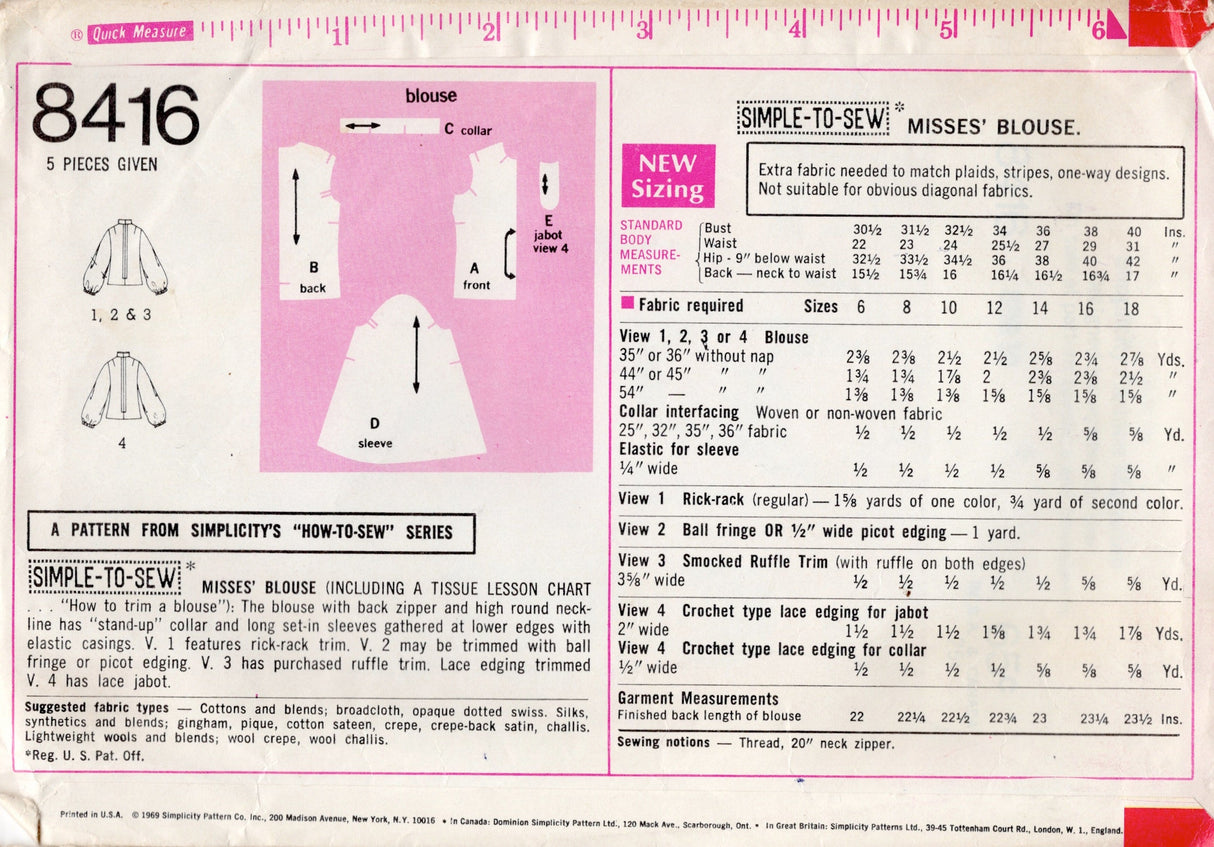 ® Quick Measure 1 2 3 4 5 6
8416
5 PIECES GIVEN
1, 2 & 3
4
blouse
C collar
B
back
A
front
E
jabot
view 4
D
sleeve
A PATTERN FROM SIMPLICITY'S "HOW-TO-SEW" SERIES
SIMPLE-TO-SEW* MISSES' BLOUSE (INCLUDING A TISSUE LESSON CHART
. . . "How to trim a blouse"): The blouse with back zipper and high round neck-
line has "stand-up" collar and long set-in sleeves gathered at lower edges with
elastic casings. V. 1 features rick-rack trim. V. 2 may be trimmed with ball
fringe or picot edging. V. 3 has purchased ruffle trim. Lace edging trimmed
V. 4 has lace jabot.
Suggested fabric types — Cottons and blends; broadcloth, opaque dotted swiss. Silks,
synthetics and blends; gingham, pique, cotton sateen, crepe, crepe-back satin, challis.
Lightweight wools and blends; wool crepe, wool challis.
*Reg. U. S. Pat. Off.
SIMPLE-TO-SEW* MISSES' BLOUSE.
NEW
Sizing
Extra fabric needed to match plaids, stripes, one-way designs.
Not suitable for obvious diagonal fabrics.
STANDARD
BODY
MEASURE-
MENTS
Bust 30½ 31½ 32½ 34 36 38 40 Ins.
Waist 22 23 24 25½ 27 29 31 "
Hip - 9" below waist 32½ 33½ 34½ 36 38 40 42 "
Back — neck to waist 15½ 15¾ 16 16¼ 16½ 16¾ 17 "
Fabric required Sizes 6 8 10 12 14 16 18
View 1, 2, 3 or 4 Blouse
35" or 36" without nap 2⅜ 2⅜ 2½ 2½ 2⅝ 2¾ 2⅞ Yds.
44" or 45" " " 1¾ 1¾ 1⅞ 2 2⅜ 2⅜ 2½ "
54" — " " 1⅜ 1⅜ 1⅜ 1⅝ 1⅝ 1⅝ 1⅝ "
Collar interfacing Woven or non-woven fabric
25", 32", 35", 36" fabric ½ ½ ½ ½ ½ ⅝ ⅝ Yd.
Elastic for sleeve
¼" wide ½ ½ ½ ½ ⅝ ⅝ ⅝ "
View 1 Rick-rack (regular) — 1⅝ yards of one color, ¾ yard of second color.
View 2 Ball fringe OR ½" wide picot edging — 1 yard.
View 3 Smocked Ruffle Trim (with ruffle on both edges)
3⅝" wide ½ ½ ½ ½ ½ ⅝ ⅝ Yd.
View 4 Crochet type lace edging for jabot
2" wide 1½ 1½ 1½ 1⅝ 1¾ 1¾ 1⅞ Yds.
View 4 Crochet type lace edging for collar
½" wide ½ ½ ½ ½ ⅝ ⅝ ⅝ Yd.
Garment Measurements
Finished back length of blouse 22 22¼ 22½ 22¾ 23 23¼ 23½ Ins.
Sewing notions — Thread, 20" neck zipper.
Printed in U.S.A. © 1969 Simplicity Pattern Co. Inc., 200 Madison Avenue, New York, N.Y. 10016 • In Canada: Dominion Simplicity Pattern Ltd., 120 Mack Ave., Scarborough, Ont. • In Great Britain: Simplicity Patterns Ltd., 39-45 Tottenham Court Rd., London, W. 1., England.